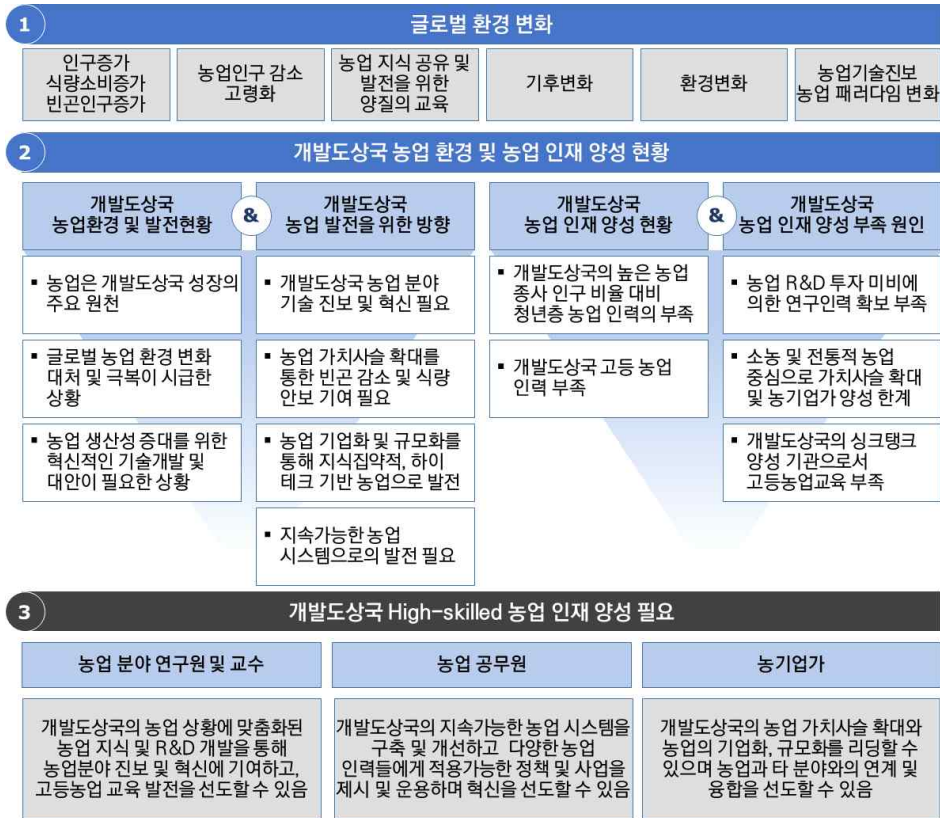 1
글로벌 환경 변화
인구증가
식량소비증가
빈곤인구증가
농업인구 감소
고령화
농업 지식 공유 및
발전을 위한
양질의 교육
기후변화
환경변화
농업기술진보
농업 패러다임 변화
2
개발도상국 농업 환경 및 농업 인재 양성 현황
개발도상국
농업환경 및 발전현황
&
개발도상국
농업 발전을 위한 방향
개발도상국
농업 인재 양성 현황
&
개발도상국
농업 인재 양성 부족 원인
▪ 농업은 개발도상국 성장의
주요 원천
▪ 글로벌 농업 환경 변화
대처 및 극복이 시급한
상황
▪ 농업 생산성 증대를 위한
혁신적인 기술개발 및
대안이 필요한 상황
▪ 개발도상국 농업 분야
기술 진보 및 혁신 필요
▪ 농업 가치사슬 확대를
통한 빈곤 감소 및 식량
안보 기여 필요
▪ 농업 기업화 및 규모화를
통해 지식집약적, 하이
테크 기반 농업으로 발전
▪ 지속가능한 농업
시스템으로의 발전 필요
▪ 개발도상국의 높은 농업
종사 인구 비율 대비
청년층 농업 인력의 부족
▪ 개발도상국 고등 농업
인력 부족
▪ 농업 R&D 투자 미비에
의한 연구인력 확보 부족
▪ 소농 및 전통적 농업
중심으로 가치사슬 확대
및 농기업가 양성 한계
▪ 개발도상국의 싱크탱크
양성 기관으로서
고등농업교육 부족
3
개발도상국 High-skilled 농업 인재 양성 필요
농업 분야 연구원 및 교수
개발도상국의 농업 상황에 맞춤화된
농업 지식 및 R&D 개발을 통해
농업분야 진보 및 혁신에 기여하고,
고등농업 교육 발전을 선도할 수 있음
농업 공무원
개발도상국의 지속가능한 농업 시스템을
구축 및 개선하고 다양한 농업
인력들에게 적용가능한 정책 및 사업을
제시 및 운용하며 혁신을 선도할 수 있음
농기업가
개발도상국의 농업 가치사슬 확대와
농업의 기업화, 규모화를 리딩할 수
있으며 농업과 타 분야와의 연계 및
융합을 선도할 수 있음